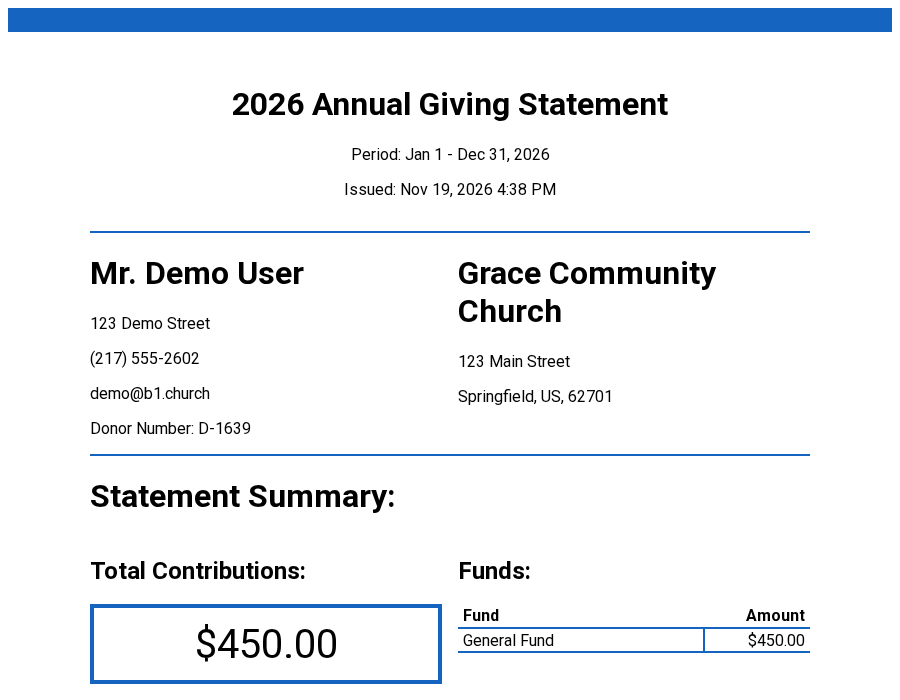 2026 Annual Giving Statement
Period: Jan 1 - Dec 31, 2026
Issued: Nov 19, 2026 4:38 PM
Mr. Demo User
123 Demo Street
(217) 555-2602
demo@b1.church
Donor Number: D-1639
Grace Community
Church
123 Main Street
Springfield, US, 62701
Statement Summary:
Total Contributions:
$450.00
Funds:
Fund Amount
General Fund $450.00